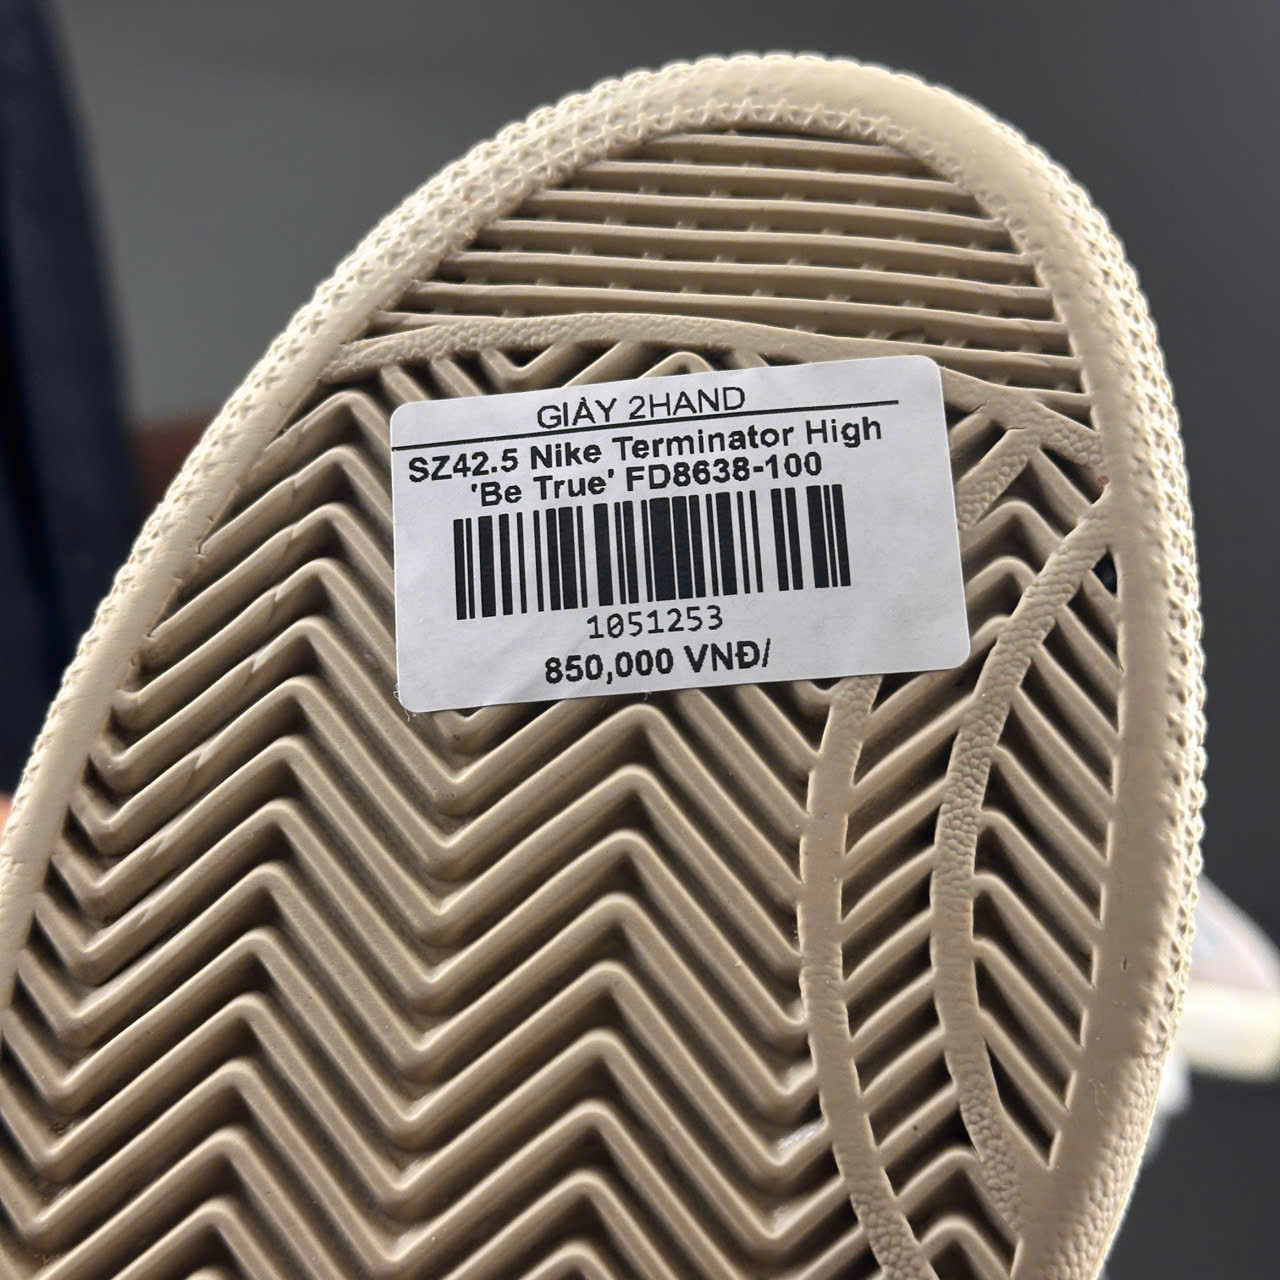 GIÀY 2HAND
SZ42.5 Nike Terminator High
'Be True' FD8638-100
1051253
850,000 VNĐ/